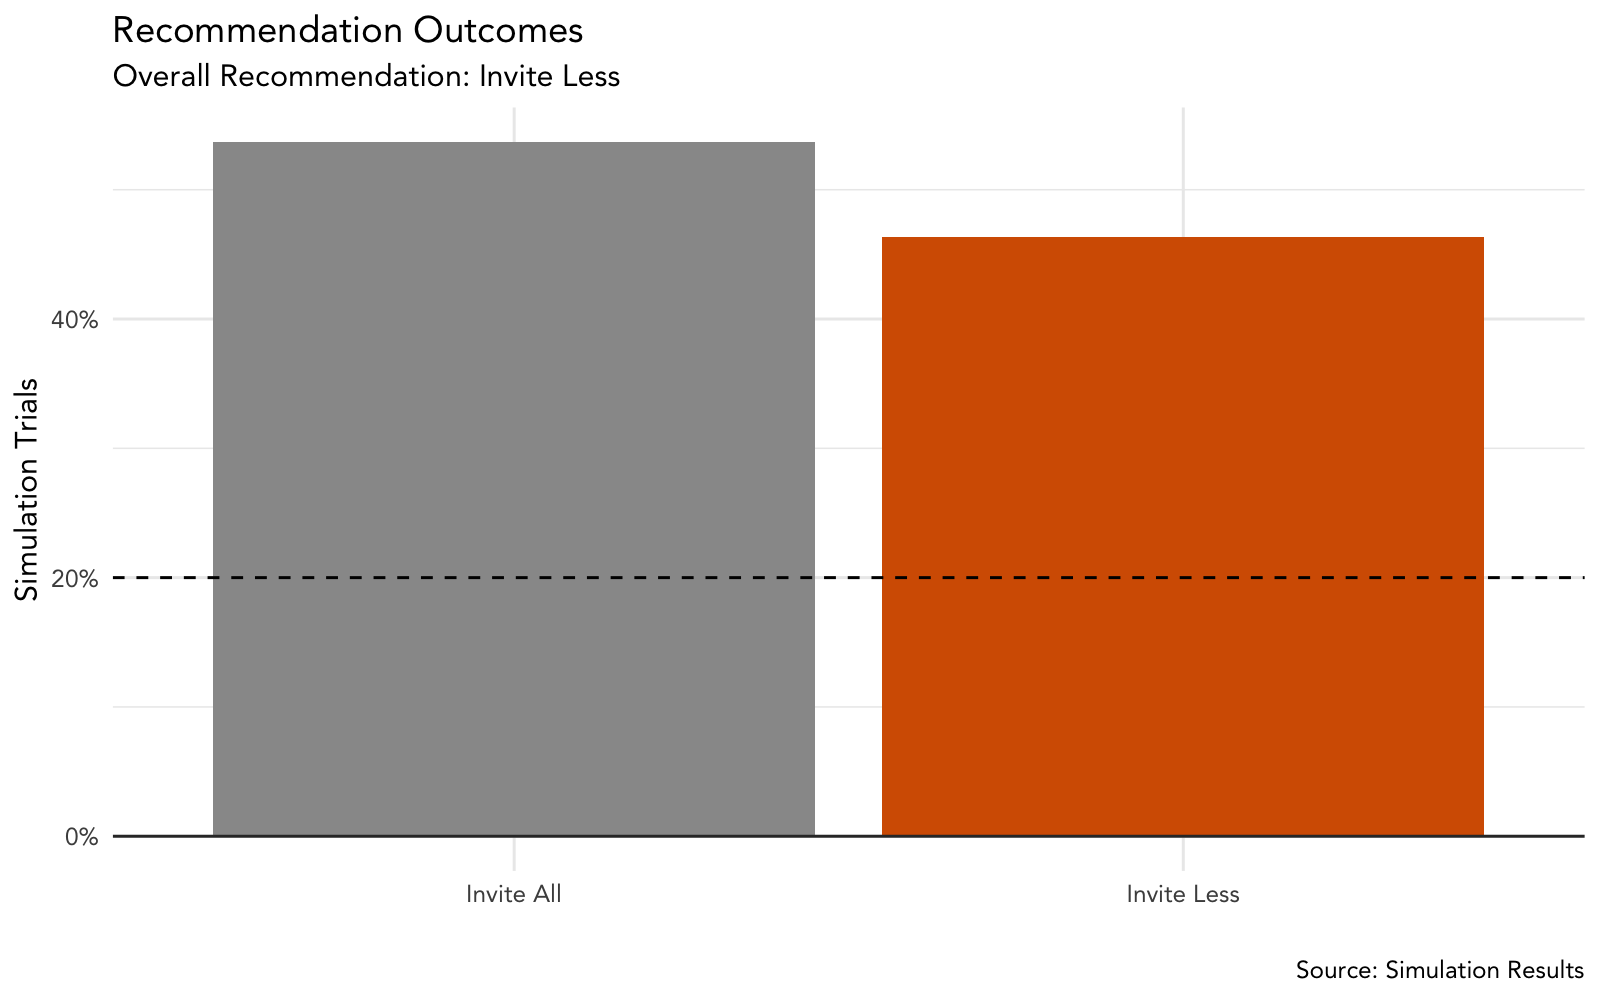 Recommendation Outcomes
Overall Recommendation: Invite Less
Simulation Trials
40%
20%
0%
Invite All
Invite Less
Source: Simulation Results